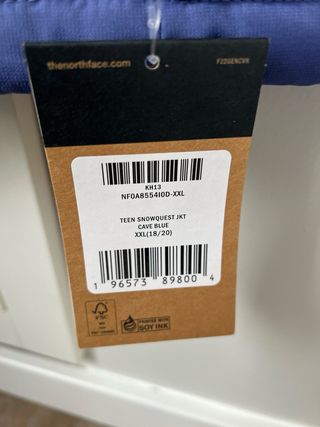 thenorthface.com F22GENCVR
KH13
NF0A8554I0D-XXL
TEEN SNOWQUEST JKT
CAVE BLUE
XXL(18/20)
1 96573 89800 4
FSC
PRINTED WITH
SOY INK